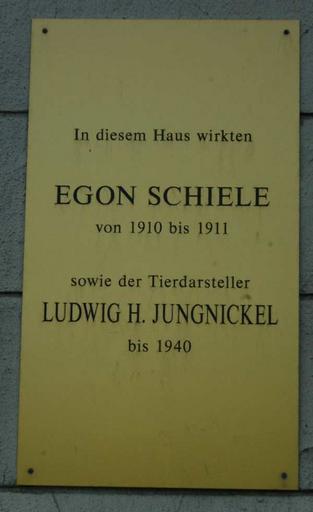 In diesem Haus wirkten
EGON SCHIELE
von 1910 bis 1911
sowie der Tierdarsteller
LUDWIG H. JUNGNICKEL
bis 1940